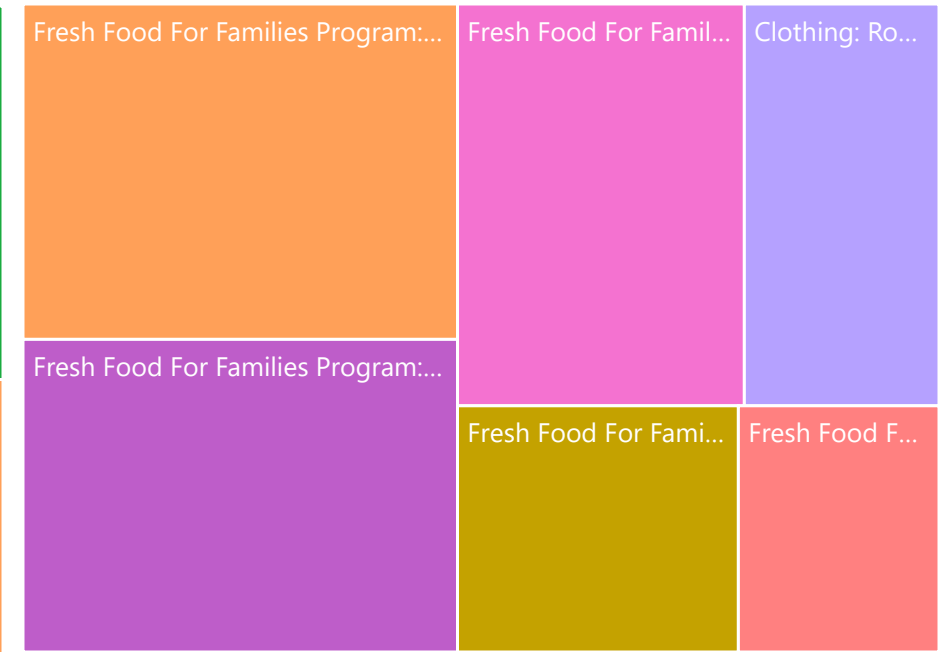 Fresh Food For Families Program:...
Fresh Food For Famil...
Clothing: Ro...
Fresh Food For Families Program:...
Fresh Food For Fami...
Fresh Food F...